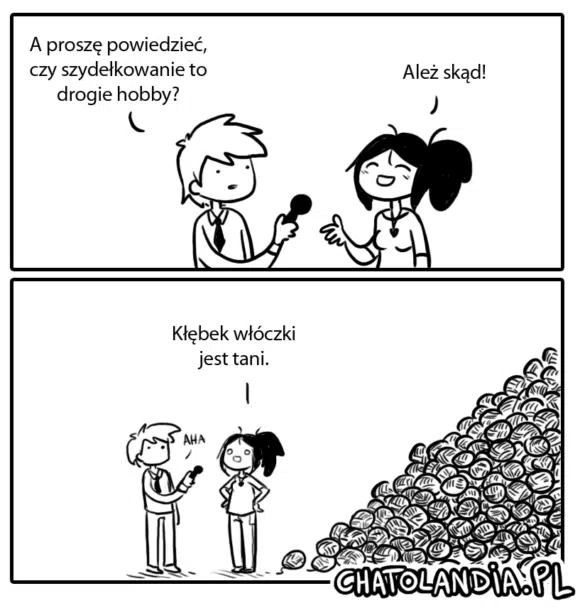 A proszę powiedzieć,
czy szydełkowanie to
drogie hobby?
Ależ skąd!
Kłębek włóczki
jest tani.
AHA
CHATOLANDIA.PL